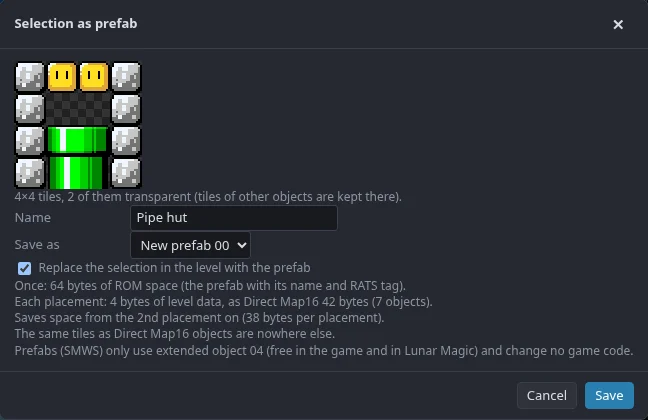 Selection as prefab
×
4×4 tiles, 2 of them transparent (tiles of other objects are kept there).
Name Pipe hut
Save as New prefab 00
Replace the selection in the level with the prefab
Once: 64 bytes of ROM space (the prefab with its name and RATS tag).
Each placement: 4 bytes of level data, as Direct Map16 42 bytes (7 objects).
Saves space from the 2nd placement on (38 bytes per placement).
The same tiles as Direct Map16 objects are nowhere else.
Prefabs (SMWS) only use extended object 04 (free in the game and in Lunar Magic) and change no game code.
Cancel Save